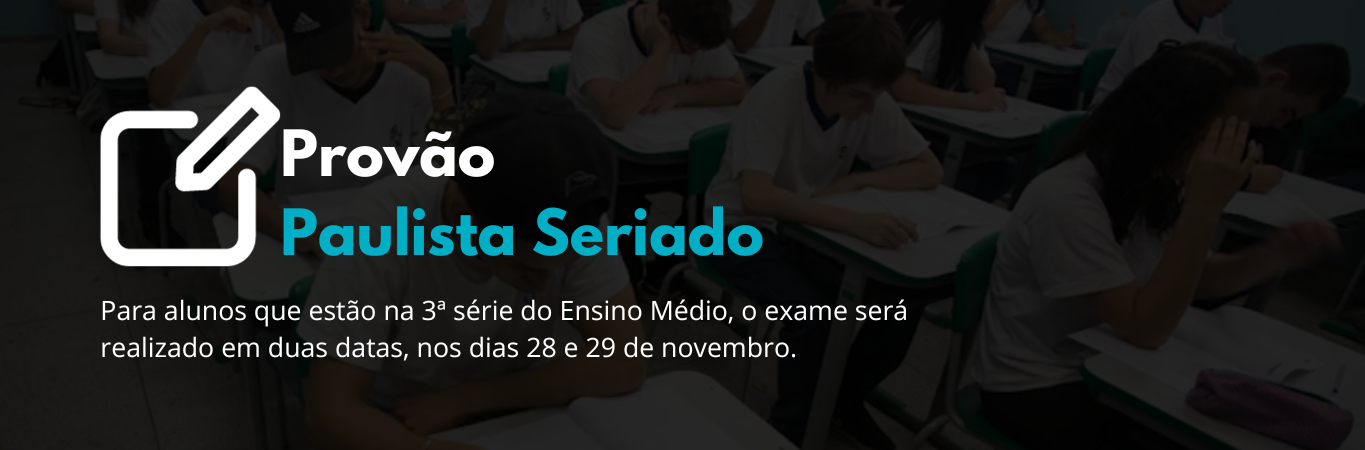 Provão
Paulista Seriado
Para alunos que estão na 3ª série do Ensino Médio, o exame será
realizado em duas datas, nos dias 28 e 29 de novembro.